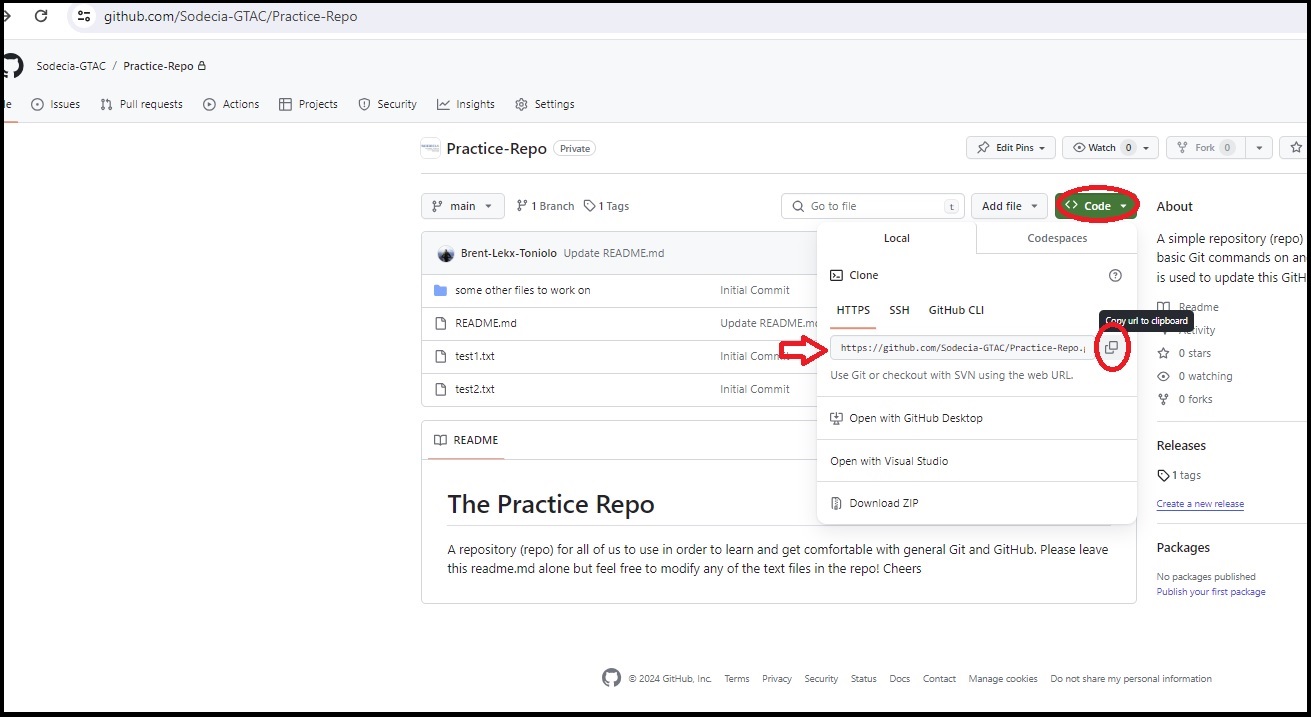 github.com/Sodecia-GTAC/Practice-Repo
Sodecia-GTAC / Practice-Repo
Issues Pull requests Actions Projects Security Insights Settings
Practice-Repo Private
Edit Pins Watch 0 Fork 0
main 1 Branch 1 Tags Go to file t Add file Code
About
Brent-Lekx-Toniolo Update README.md
some other files to work on Initial Commit
README.md Update README.md
test1.txt Initial Commit
test2.txt Initial Commit
Local Codespaces
Clone
HTTPS SSH GitHub CLI
Copy url to clipboard
https://github.com/Sodecia-GTAC/Practice-Repo.
Use Git or checkout with SVN using the web URL.
Open with GitHub Desktop
Open with Visual Studio
Download ZIP
A simple repository (repo)
basic Git commands on an
is used to update this GitH
Readme
Activity
0 stars
0 watching
0 forks
Releases
1 tags
Create a new release
Packages
No packages published
Publish your first package
README
The Practice Repo
A repository (repo) for all of us to use in order to learn and get comfortable with general Git and GitHub. Please leave
this readme.md alone but feel free to modify any of the text files in the repo! Cheers
© 2024 GitHub, Inc. Terms Privacy Security Status Docs Contact Manage cookies Do not share my personal information